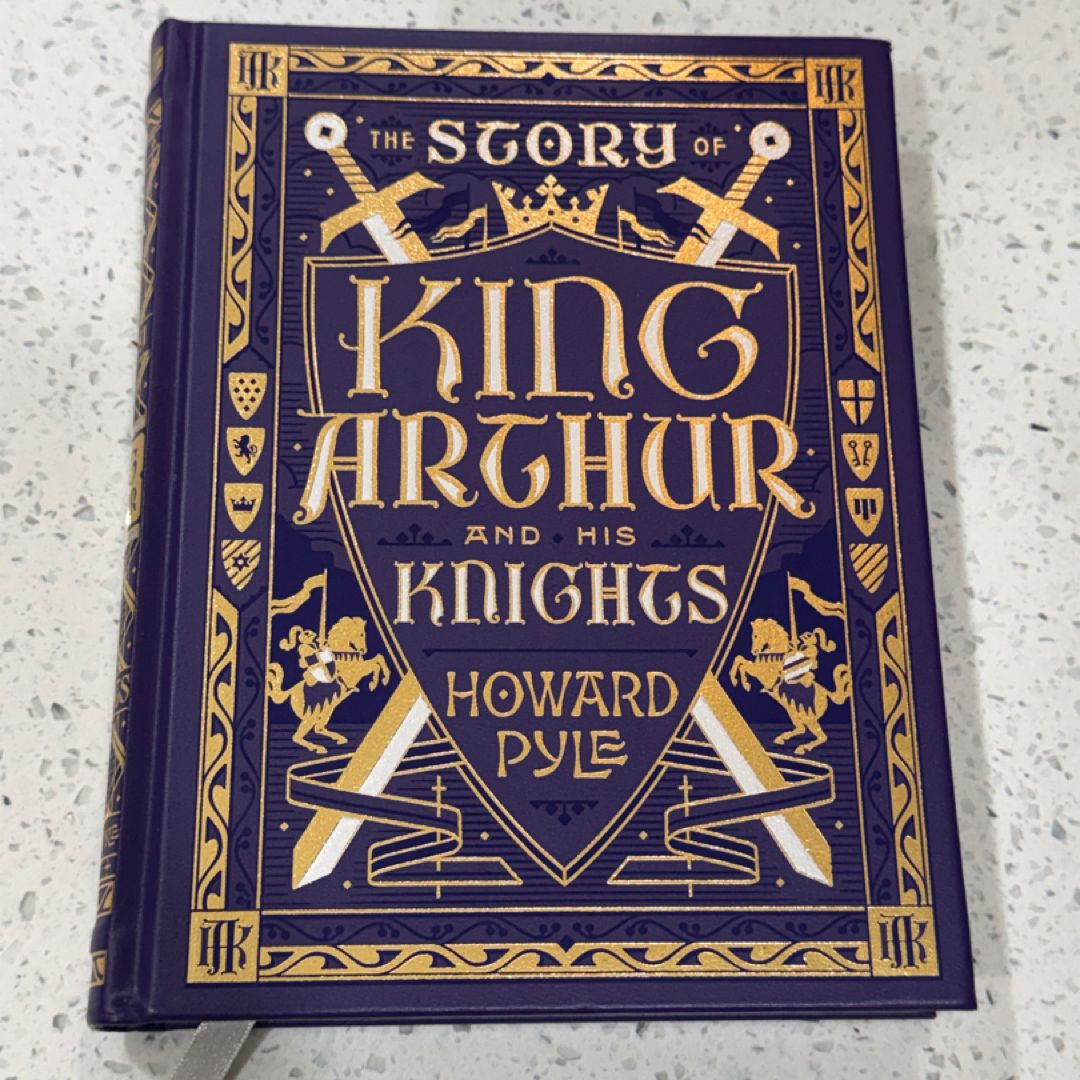 THE STORY OF
KING
ARTHUR
AND HIS
KNIGHTS
HOWARD
PYLE